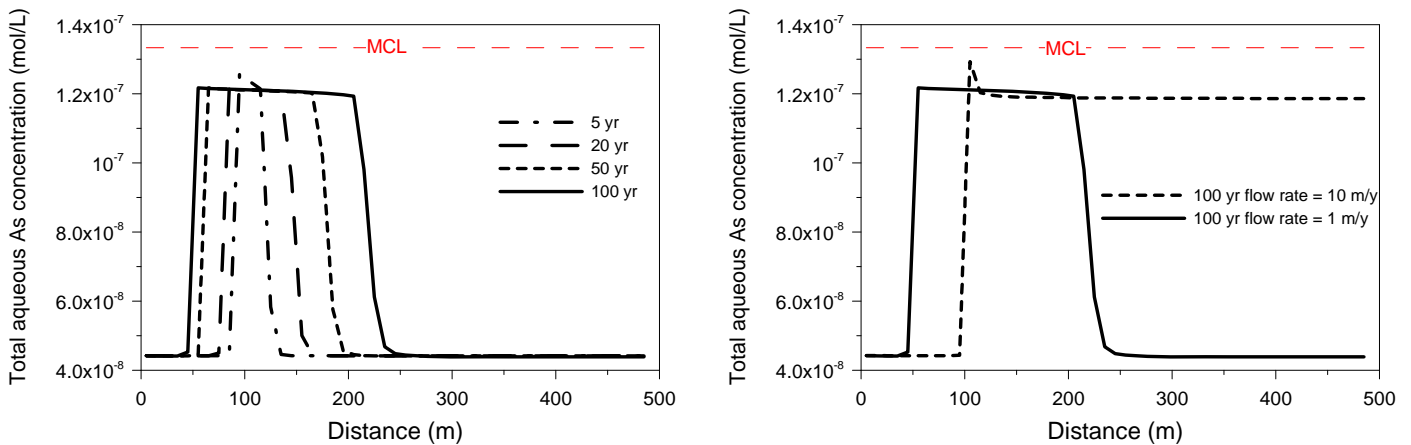 Total aqueous As concentration (mol/L)
1.4x10⁻⁷
1.2x10⁻⁷
10⁻⁷
8.0x10⁻⁸
6.0x10⁻⁸
4.0x10⁻⁸
MCL
5 yr
20 yr
50 yr
100 yr
0
100
200
300
400
500
Distance (m)
Total aqueous As concentration (mol/L)
1.4x10⁻⁷
1.2x10⁻⁷
10⁻⁷
8.0x10⁻⁸
6.0x10⁻⁸
4.0x10⁻⁸
MCL
100 yr flow rate = 10 m/y
100 yr flow rate = 1 m/y
0
100
200
300
400
500
Distance (m)